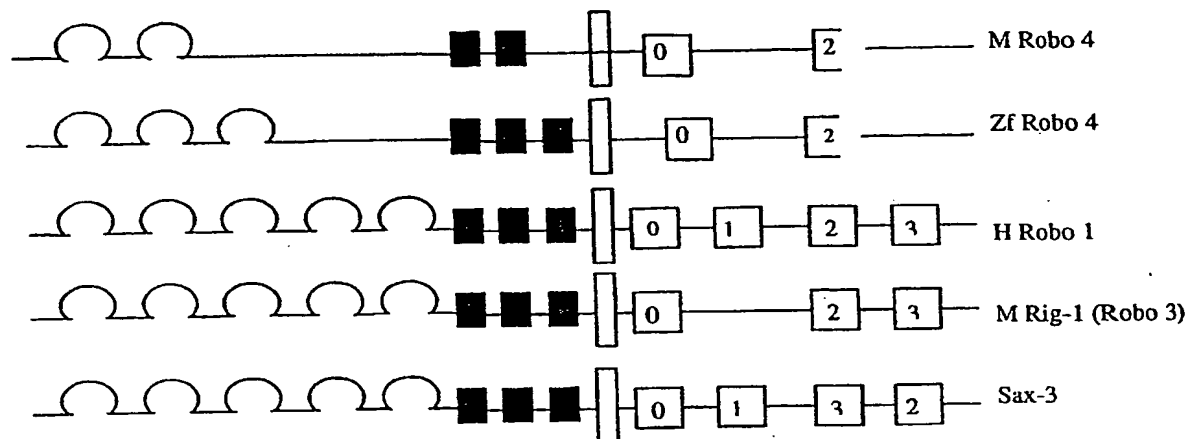 0 2 M Robo 4
0 2 Zf Robo 4
0 1 2 3 H Robo 1
0 2 3 M Rig-1 (Robo 3)
0 1 3 2 Sax-3